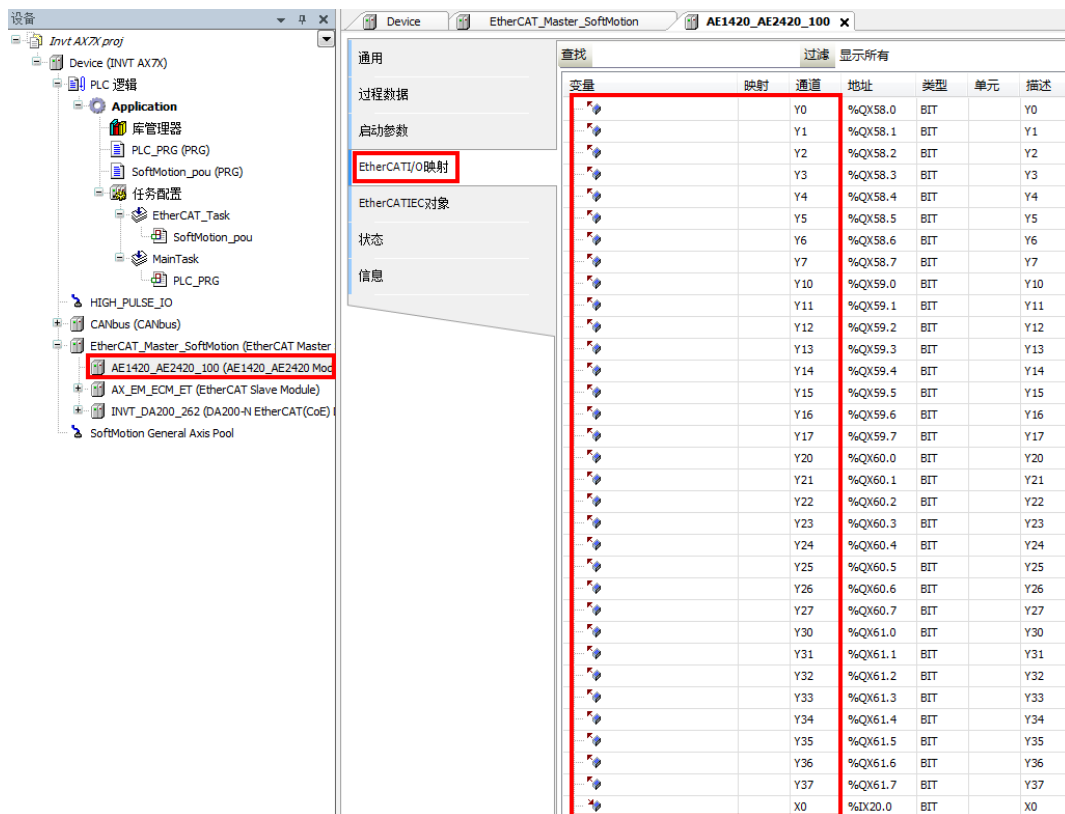 设备
Invt AX7X proj
Device (INVT AX7X)
PLC 逻辑
Application
库管理器
PLC_PRG (PRG)
SoftMotion_pou (PRG)
任务配置
EtherCAT_Task
SoftMotion_pou
MainTask
PLC_PRG
HIGH_PULSE_IO
CANbus (CANbus)
EtherCAT_Master_SoftMotion (EtherCAT Master
AE1420_AE2420_100 (AE1420_AE2420 Mod
AX_EM_ECM_ET (EtherCAT Slave Module)
INVT_DA200_262 (DA200-N EtherCAT(CoE)
SoftMotion General Axis Pool
Device EtherCAT_Master_SoftMotion AE1420_AE2420_100
通用
过程数据
启动参数
EtherCATI/O映射
EtherCATIEC对象
状态
信息
查找 过滤 显示所有
变量 映射 通道 地址 类型 单元 描述
Y0 %QX58.0 BIT Y0
Y1 %QX58.1 BIT Y1
Y2 %QX58.2 BIT Y2
Y3 %QX58.3 BIT Y3
Y4 %QX58.4 BIT Y4
Y5 %QX58.5 BIT Y5
Y6 %QX58.6 BIT Y6
Y7 %QX58.7 BIT Y7
Y10 %QX59.0 BIT Y10
Y11 %QX59.1 BIT Y11
Y12 %QX59.2 BIT Y12
Y13 %QX59.3 BIT Y13
Y14 %QX59.4 BIT Y14
Y15 %QX59.5 BIT Y15
Y16 %QX59.6 BIT Y16
Y17 %QX59.7 BIT Y17
Y20 %QX60.0 BIT Y20
Y21 %QX60.1 BIT Y21
Y22 %QX60.2 BIT Y22
Y23 %QX60.3 BIT Y23
Y24 %QX60.4 BIT Y24
Y25 %QX60.5 BIT Y25
Y26 %QX60.6 BIT Y26
Y27 %QX60.7 BIT Y27
Y30 %QX61.0 BIT Y30
Y31 %QX61.1 BIT Y31
Y32 %QX61.2 BIT Y32
Y33 %QX61.3 BIT Y33
Y34 %QX61.4 BIT Y34
Y35 %QX61.5 BIT Y35
Y36 %QX61.6 BIT Y36
Y37 %QX61.7 BIT Y37
X0 %IX20.0 BIT X0